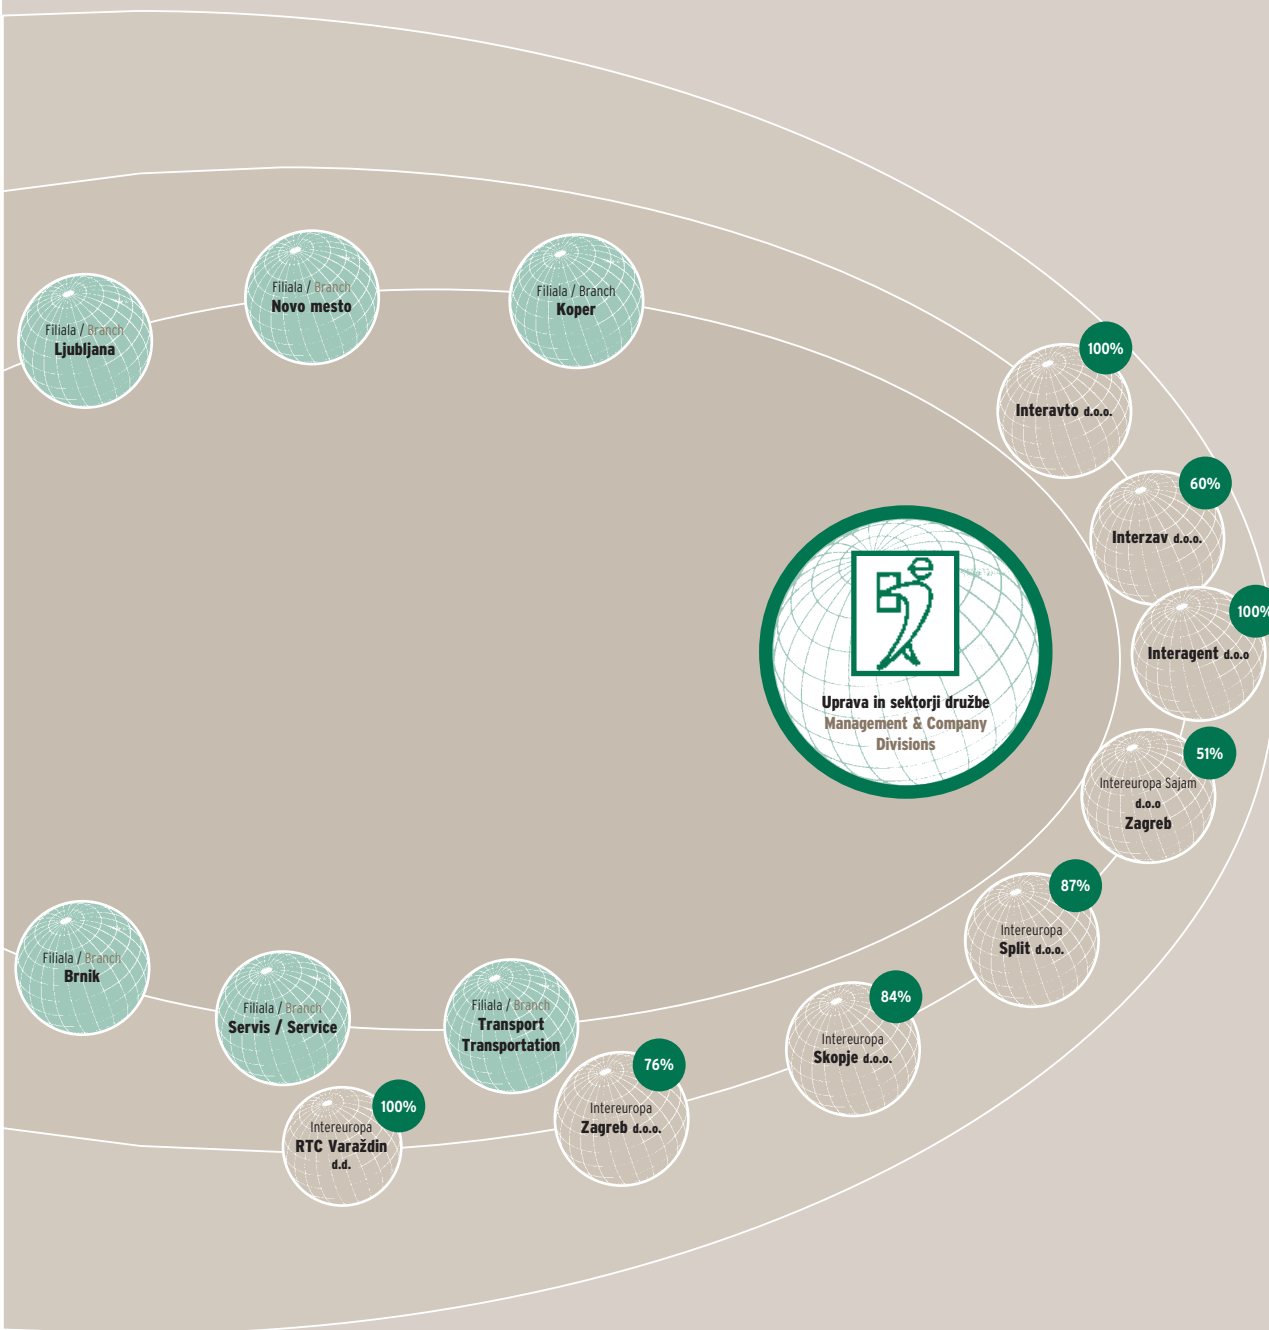 Filiala / Branch
Ljubljana
Filiala / Branch
Novo mesto
Filiala / Branch
Koper
100%
Interavto d.o.o.
60%
Interzav d.o.o.
100%
Interagent d.o.o
Uprava in sektorji družbe
Management & Company
Divisions
51%
Intereuropa Sajam
d.o.o
Zagreb
87%
Intereuropa
Split d.o.o.
84%
Intereuropa
Skopje d.o.o.
76%
Intereuropa
Zagreb d.o.o.
100%
Intereuropa
RTC Varaždin
d.d.
Filiala / Branch
Brnik
Filiala / Branch
Servis / Service
Filiala / Branch
Transport
Transportation